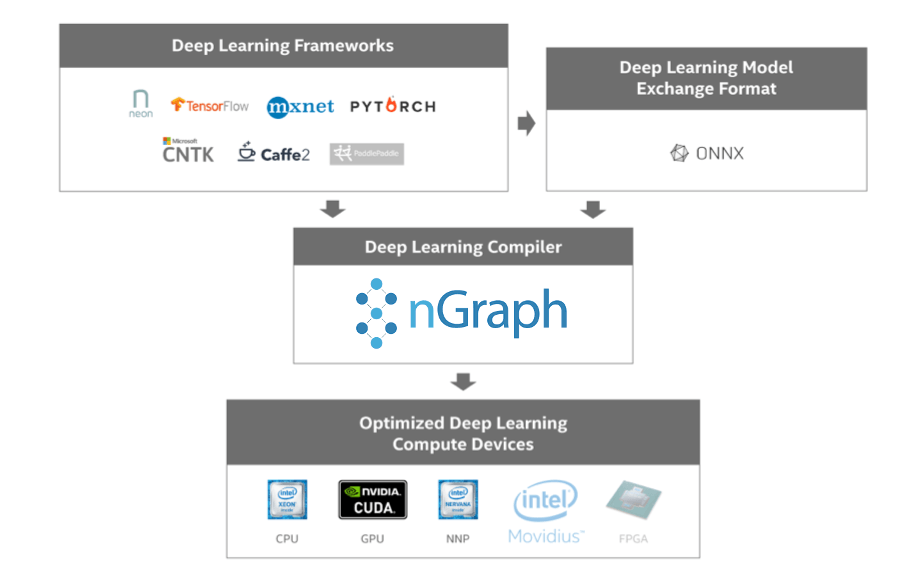 Deep Learning Frameworks
neon
TensorFlow
mxnet
PYTORCH
Microsoft
CNTK
Caffe2
PaddlePaddle
Deep Learning Model
Exchange Format
ONNX
Deep Learning Compiler
nGraph
Optimized Deep Learning
Compute Devices
intel
XEON
inside
CPU
NVIDIA.
CUDA.
GPU
intel
NERVANA
inside
NNP
intel
Movidius™
FPGA